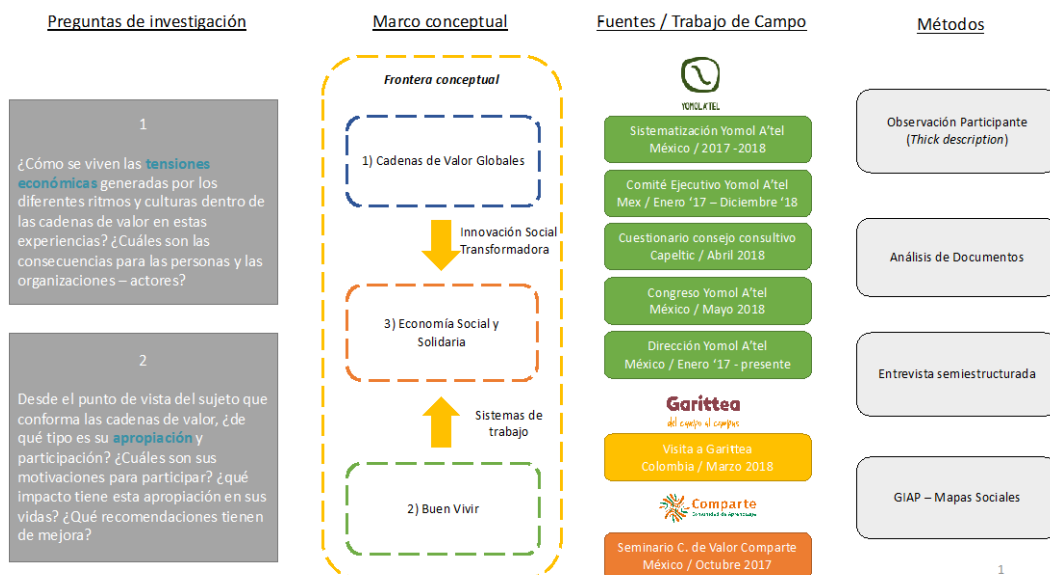 Preguntas de investigación
1
¿Cómo se viven las tensiones
económicas generadas por los
diferentes ritmos y culturas dentro de
las cadenas de valor en estas
experiencias? ¿Cuáles son las
consecuencias para las personas y las
organizaciones – actores?
2
Desde el punto de vista del sujeto que
conforma las cadenas de valor, ¿de
qué tipo es su apropiación y
participación? ¿Cuáles son sus
motivaciones para participar? ¿qué
impacto tiene esta apropiación en sus
vidas? ¿Qué recomendaciones tienen
de mejora?
Marco conceptual
Frontera conceptual
1) Cadenas de Valor Globales
Innovación Social
Transformadora
3) Economía Social y
Solidaria
Sistemas de
trabajo
2) Buen Vivir
Fuentes / Trabajo de Campo
YOMOL A'TEL
Sistematización Yomol A’tel
México / 2017 -2018
Comité Ejecutivo Yomol A’tel
Mex / Enero ‘17 – Diciembre ‘18
Cuestionario consejo consultivo
Capeltic / Abril 2018
Congreso Yomol A’tel
México / Mayo 2018
Dirección Yomol A’tel
México / Enero ‘17 - presente
Garittea
del campo al campus
Visita a Garittea
Colombia / Marzo 2018
Comparte
Comunidad de Aprendizaje
Seminario C. de Valor Comparte
México / Octubre 2017
Métodos
Observación Participante
(Thick description)
Análisis de Documentos
Entrevista semiestructurada
GIAP – Mapas Sociales
1